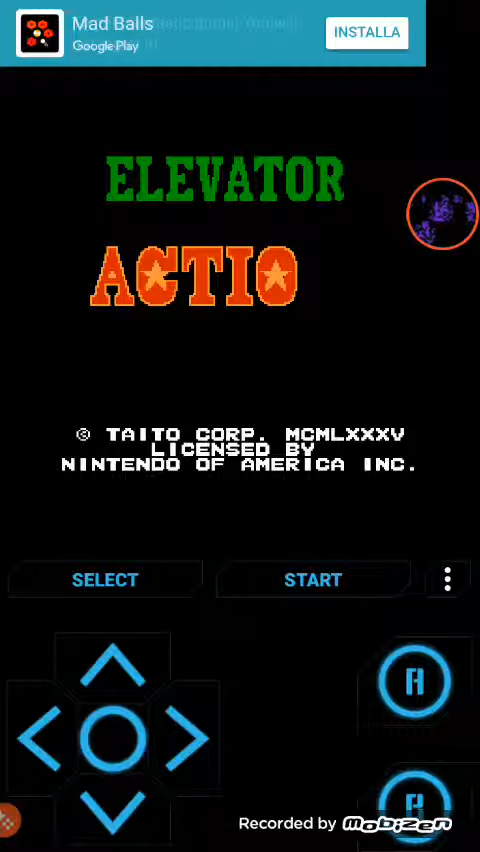 Mad Balls
Google Play
INSTALLA
ELEVATOR
ACTIO
© TAITO CORP. MCMLXXXV
LICENSED BY
NINTENDO OF AMERICA INC.
SELECT
START
A
B
Recorded by mobizen